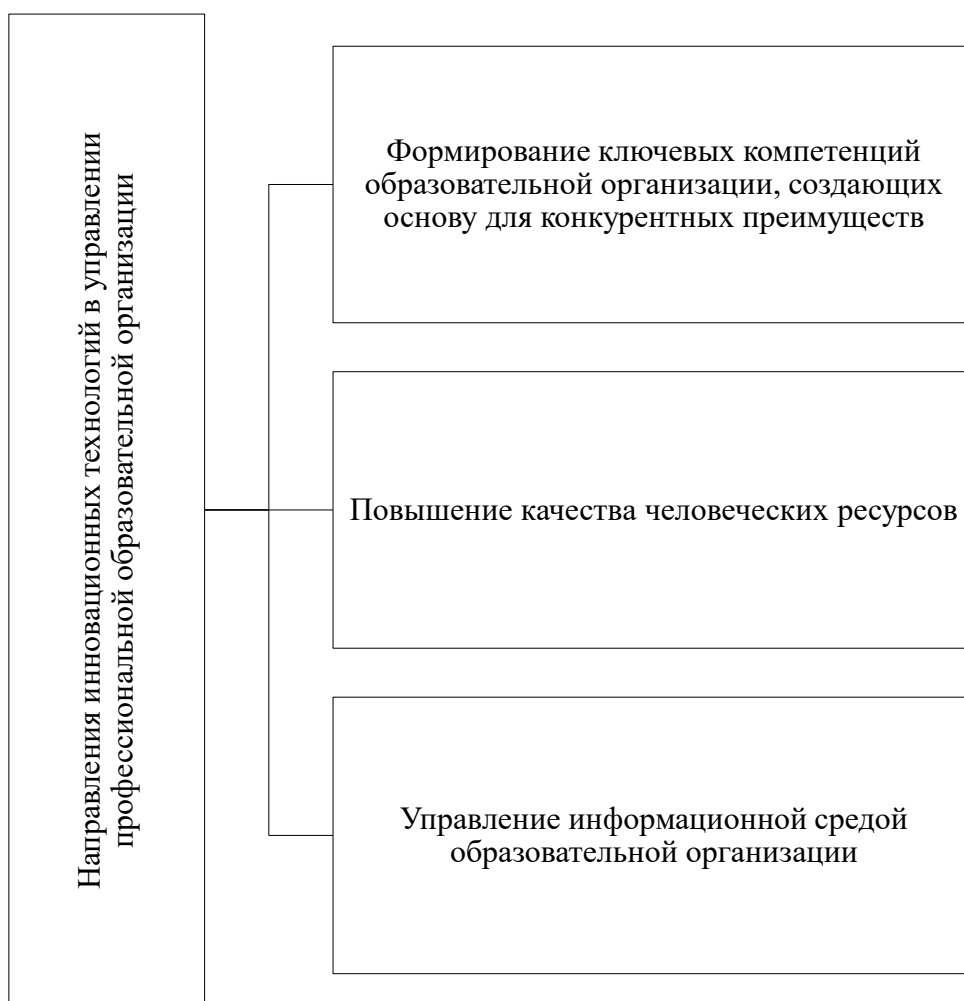 Направления инновационных технологий в управлении
профессиональной образовательной организации
Формирование ключевых компетенций
образовательной организации, создающих
основу для конкурентных преимуществ
Повышение качества человеческих ресурсов
Управление информационной средой
образовательной организации